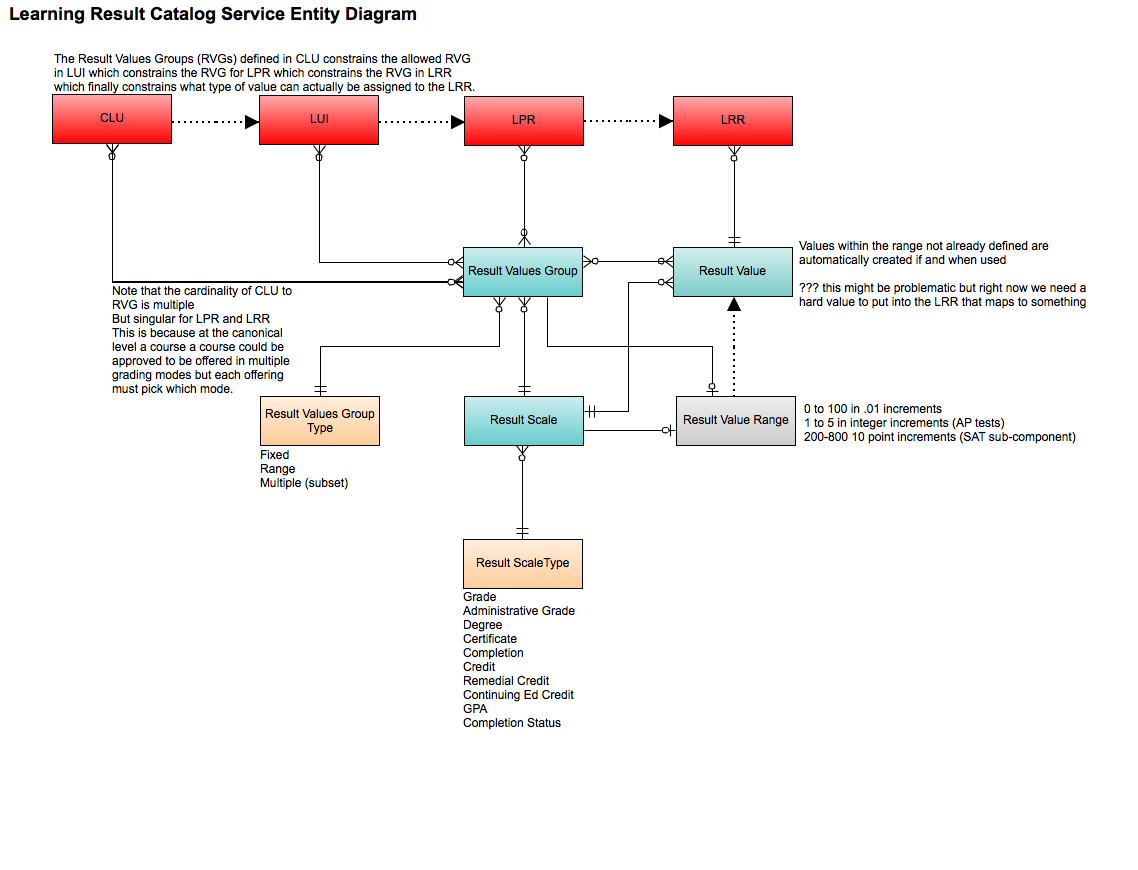 Learning Result Catalog Service Entity Diagram
The Result Values Groups (RVGs) defined in CLU constrains the allowed RVG
in LUI which constrains the RVG for LPR which constrains the RVG in LRR
which finally constrains what type of value can actually be assigned to the LRR.
CLU
LUI
LPR
LRR
Result Values Group
Result Value
Values within the range not already defined are
automatically created if and when used
??? this might be problematic but right now we need a
hard value to put into the LRR that maps to something
Note that the cardinality of CLU to
RVG is multiple
But singular for LPR and LRR
This is because at the canonical
level a course a course could be
approved to be offered in multiple
grading modes but each offering
must pick which mode.
Result Values Group
Type
Fixed
Range
Multiple (subset)
Result Scale
Result Value Range
0 to 100 in .01 increments
1 to 5 in integer increments (AP tests)
200-800 10 point increments (SAT sub-component)
Result ScaleType
Grade
Administrative Grade
Degree
Certificate
Completion
Credit
Remedial Credit
Continuing Ed Credit
GPA
Completion Status